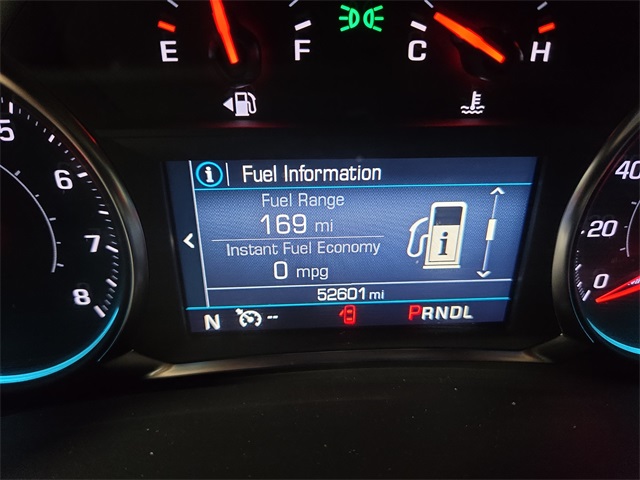 E F C H
5
6
7
8
i Fuel Information
Fuel Range
169 mi
Instant Fuel Economy
0 mpg
i
52601 mi
N -- PRNDL
40
20
0